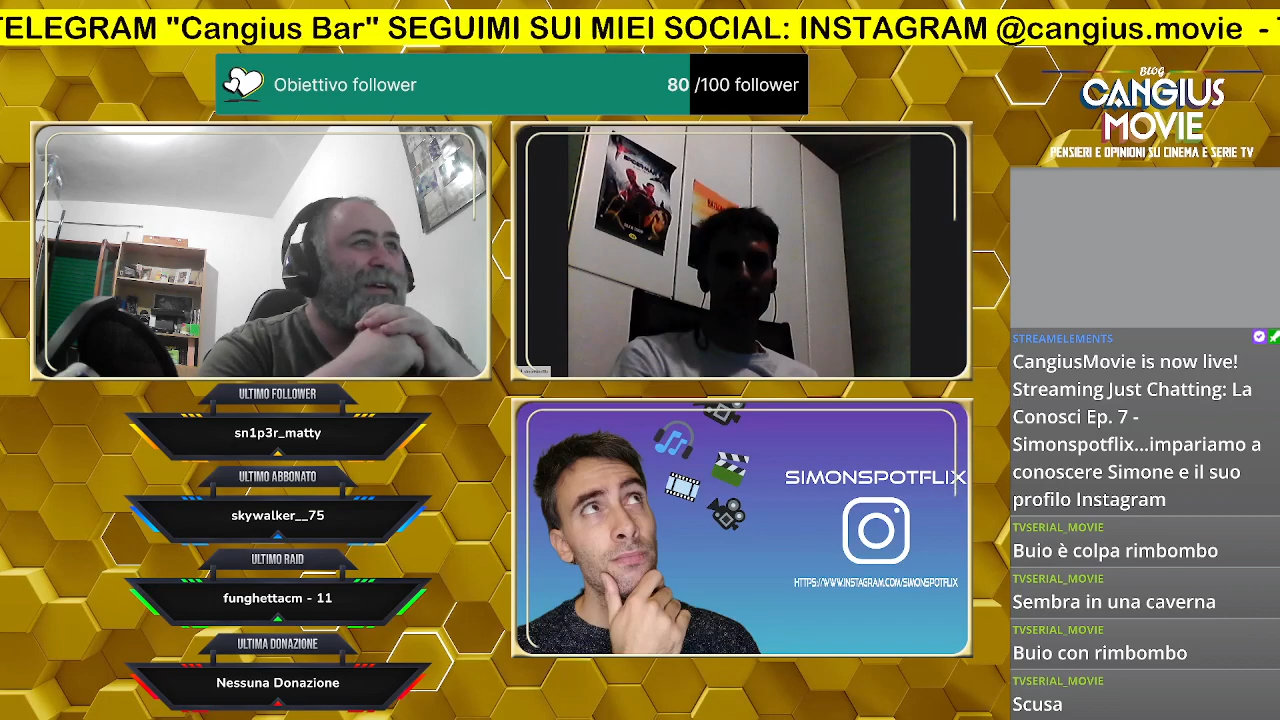 TELEGRAM "Cangius Bar" SEGUIMI SUI MIEI SOCIAL: INSTAGRAM @cangius.movie -
Obiettivo follower
80 /100 follower
BLOG
CANGIUS
MOVIE
PENSIERI E OPINIONI SU CINEMA E SERIE TV
ULTIMO FOLLOWER
sn1p3r_matty
ULTIMO ABBONATO
skywalker__75
ULTIMO RAID
funghettacm - 11
ULTIMA DONAZIONE
Nessuna Donazione
SIMONSPOTFLIX
HTTPS://WWW.INSTAGRAM.COM/SIMONSPOTFLIX
STREAMELEMENTS
CangiusMovie is now live!
Streaming Just Chatting: La
Conosci Ep. 7 -
Simonspotflix...impariamo a
conoscere Simone e il suo
profilo Instagram
TVSERIAL_MOVIE
Buio è colpa rimbombo
TVSERIAL_MOVIE
Sembra in una caverna
TVSERIAL_MOVIE
Buio con rimbombo
TVSERIAL_MOVIE
Scusa